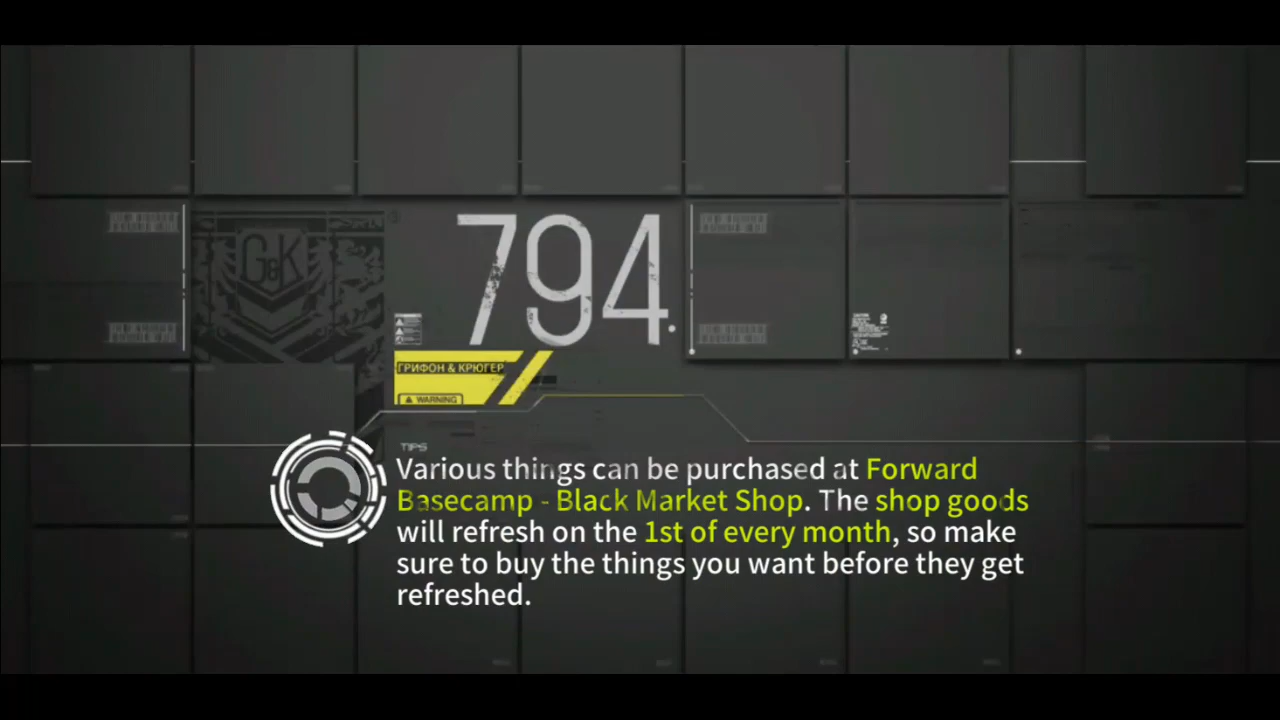 G&K
794.
ГРИФОН & КРЮГЕР
WARNING
TIPS
Various things can be purchased at Forward
Basecamp - Black Market Shop. The shop goods
will refresh on the 1st of every month, so make
sure to buy the things you want before they get
refreshed.